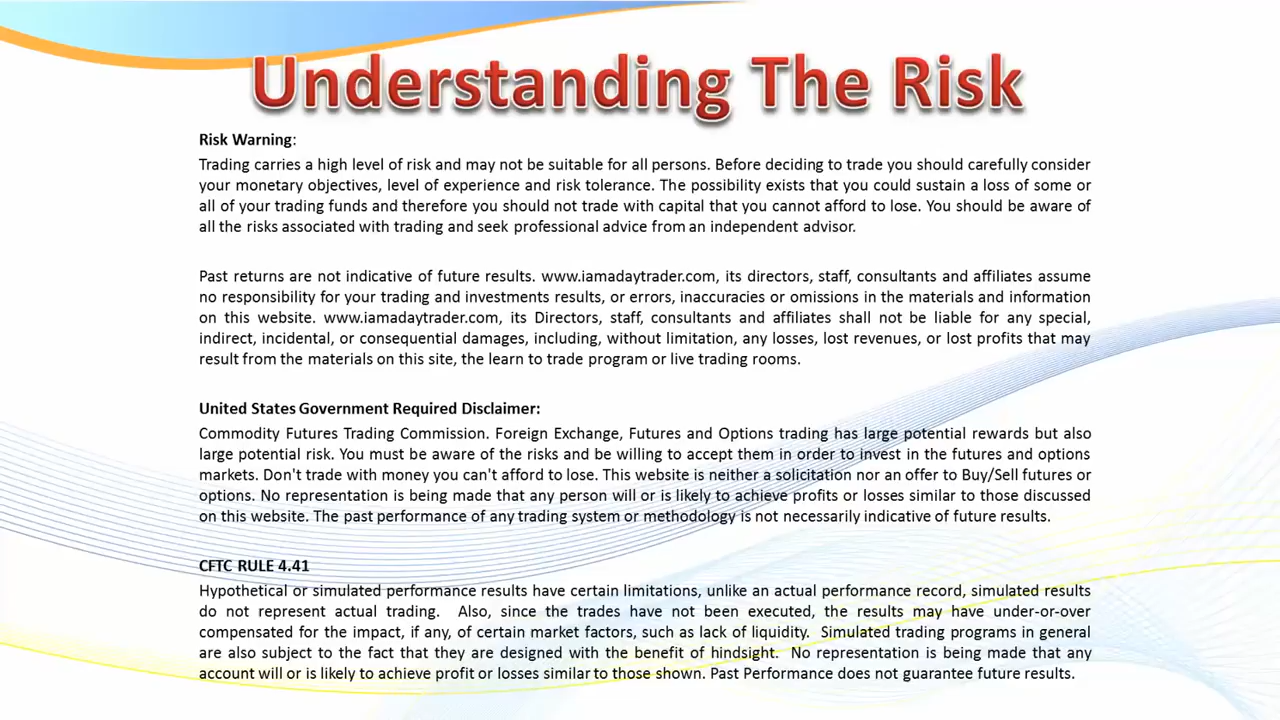 Understanding The Risk
Risk Warning:
Trading carries a high level of risk and may not be suitable for all persons. Before deciding to trade you should carefully consider
your monetary objectives, level of experience and risk tolerance. The possibility exists that you could sustain a loss of some or
all of your trading funds and therefore you should not trade with capital that you cannot afford to lose. You should be aware of
all the risks associated with trading and seek professional advice from an independent advisor.
Past returns are not indicative of future results. www.iamadaytrader.com, its directors, staff, consultants and affiliates assume
no responsibility for your trading and investments results, or errors, inaccuracies or omissions in the materials and information
on this website. www.iamadaytrader.com, its Directors, staff, consultants and affiliates shall not be liable for any special,
indirect, incidental, or consequential damages, including, without limitation, any losses, lost revenues, or lost profits that may
result from the materials on this site, the learn to trade program or live trading rooms.
United States Government Required Disclaimer:
Commodity Futures Trading Commission. Foreign Exchange, Futures and Options trading has large potential rewards but also
large potential risk. You must be aware of the risks and be willing to accept them in order to invest in the futures and options
markets. Don't trade with money you can't afford to lose. This website is neither a solicitation nor an offer to Buy/Sell futures or
options. No representation is being made that any person will or is likely to achieve profits or losses similar to those discussed
on this website. The past performance of any trading system or methodology is not necessarily indicative of future results.
CFTC RULE 4.41
Hypothetical or simulated performance results have certain limitations, unlike an actual performance record, simulated results
do not represent actual trading. Also, since the trades have not been executed, the results may have under-or-over
compensated for the impact, if any, of certain market factors, such as lack of liquidity. Simulated trading programs in general
are also subject to the fact that they are designed with the benefit of hindsight. No representation is being made that any
account will or is likely to achieve profit or losses similar to those shown. Past Performance does not guarantee future results.